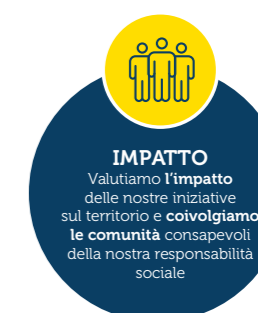 IMPATTO
Valutiamo l'impatto
delle nostre iniziative
sul territorio e coivolgiamo
le comunità consapevoli
della nostra responsabilità
sociale